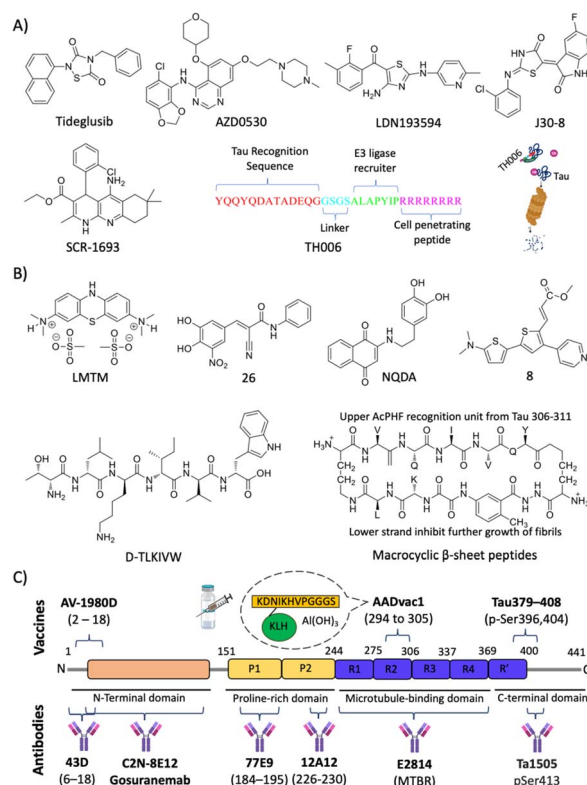 A)
Tideglusib
AZD0530
LDN193594
J30-8
SCR-1693
Tau Recognition
Sequence
E3 ligase
recruiter
YQQYQDATADEQGGSGSALAPYIPRRRRRRRR
Linker
Cell penetrating
peptide
TH006
TH006
Tau
B)
LMTM
26
NQDA
8
D-TLKIVW
Upper AcPHF recognition unit from Tau 306-311
Lower strand inhibit further growth of fibrils
Macrocyclic β-sheet peptides
C)
Vaccines
AV-1980D
(2 – 18)
KDNIKHVPGGGS
KLH
Al(OH)3
AADvac1
(294 to 305)
Tau379–408
(p-Ser396,404)
151
244
275
306
337
369
400
441
N
P1
P2
R1
R2
R3
R4
R'
C
N-Terminal domain
Proline-rich domain
Microtubule-binding domain
C-terminal domain
Antibodies
43D
(6–18)
C2N-8E12
Gosuranemab
77E9
(184–195)
12A12
(226-230)
E2814
(MTBR)
Ta1505
pSer413